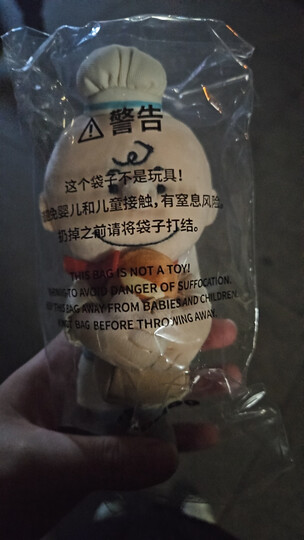 ⚠警告
这个袋子不是玩具!
免婴儿和儿童接触,有窒息风险
扔掉之前请将袋子打结。
THIS BAG IS NOT A TOY!
TO AVOID DANGER OF SUFFOCATION.
THIS BAG AWAY FROM BABIES AND CHILDREN.
KNOT BAG BEFORE THROWING AWAY.